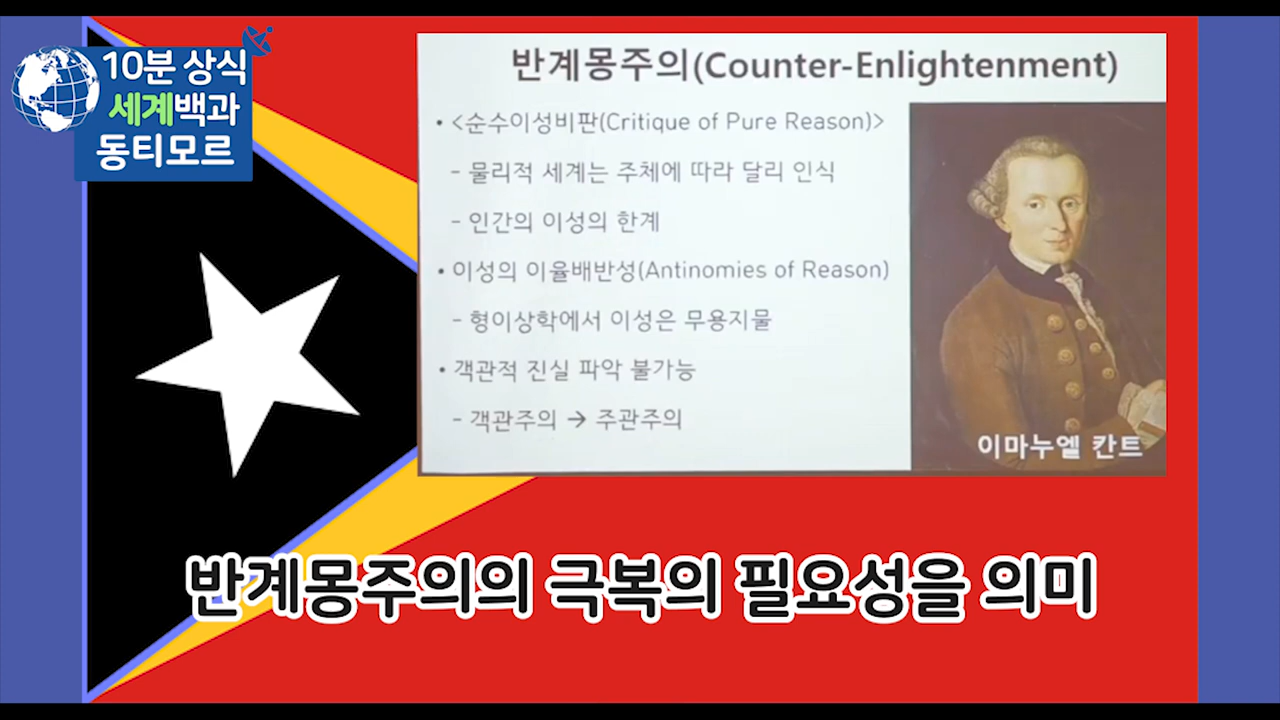 10분 상식
세계백과
동티모르
반계몽주의(Counter-Enlightenment)
• <순수이성비판(Critique of Pure Reason)>
- 물리적 세계는 주체에 따라 달리 인식
- 인간의 이성의 한계
• 이성의 이율배반성(Antinomies of Reason)
- 형이상학에서 이성은 무용지물
• 객관적 진실 파악 불가능
- 객관주의 → 주관주의
이마누엘 칸트
반계몽주의의 극복의 필요성을 의미